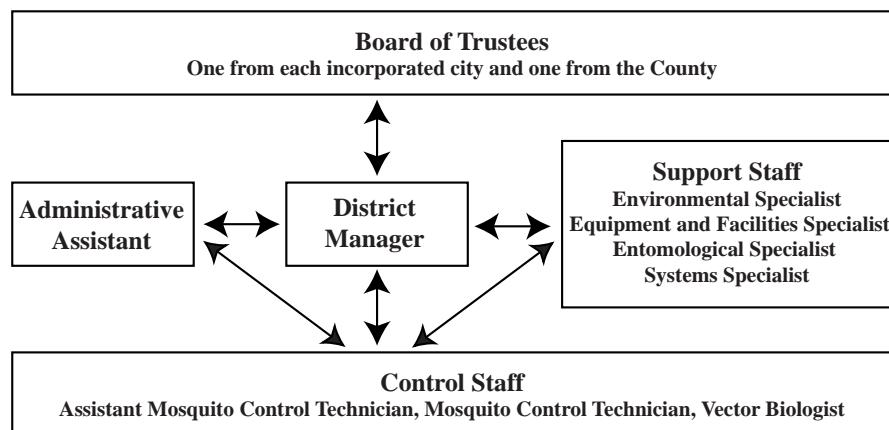 Board of Trustees
One from each incorporated city and one from the County
Administrative
Assistant
District
Manager
Support Staff
Environmental Specialist
Equipment and Facilities Specialist
Entomological Specialist
Systems Specialist
Control Staff
Assistant Mosquito Control Technician, Mosquito Control Technician, Vector Biologist